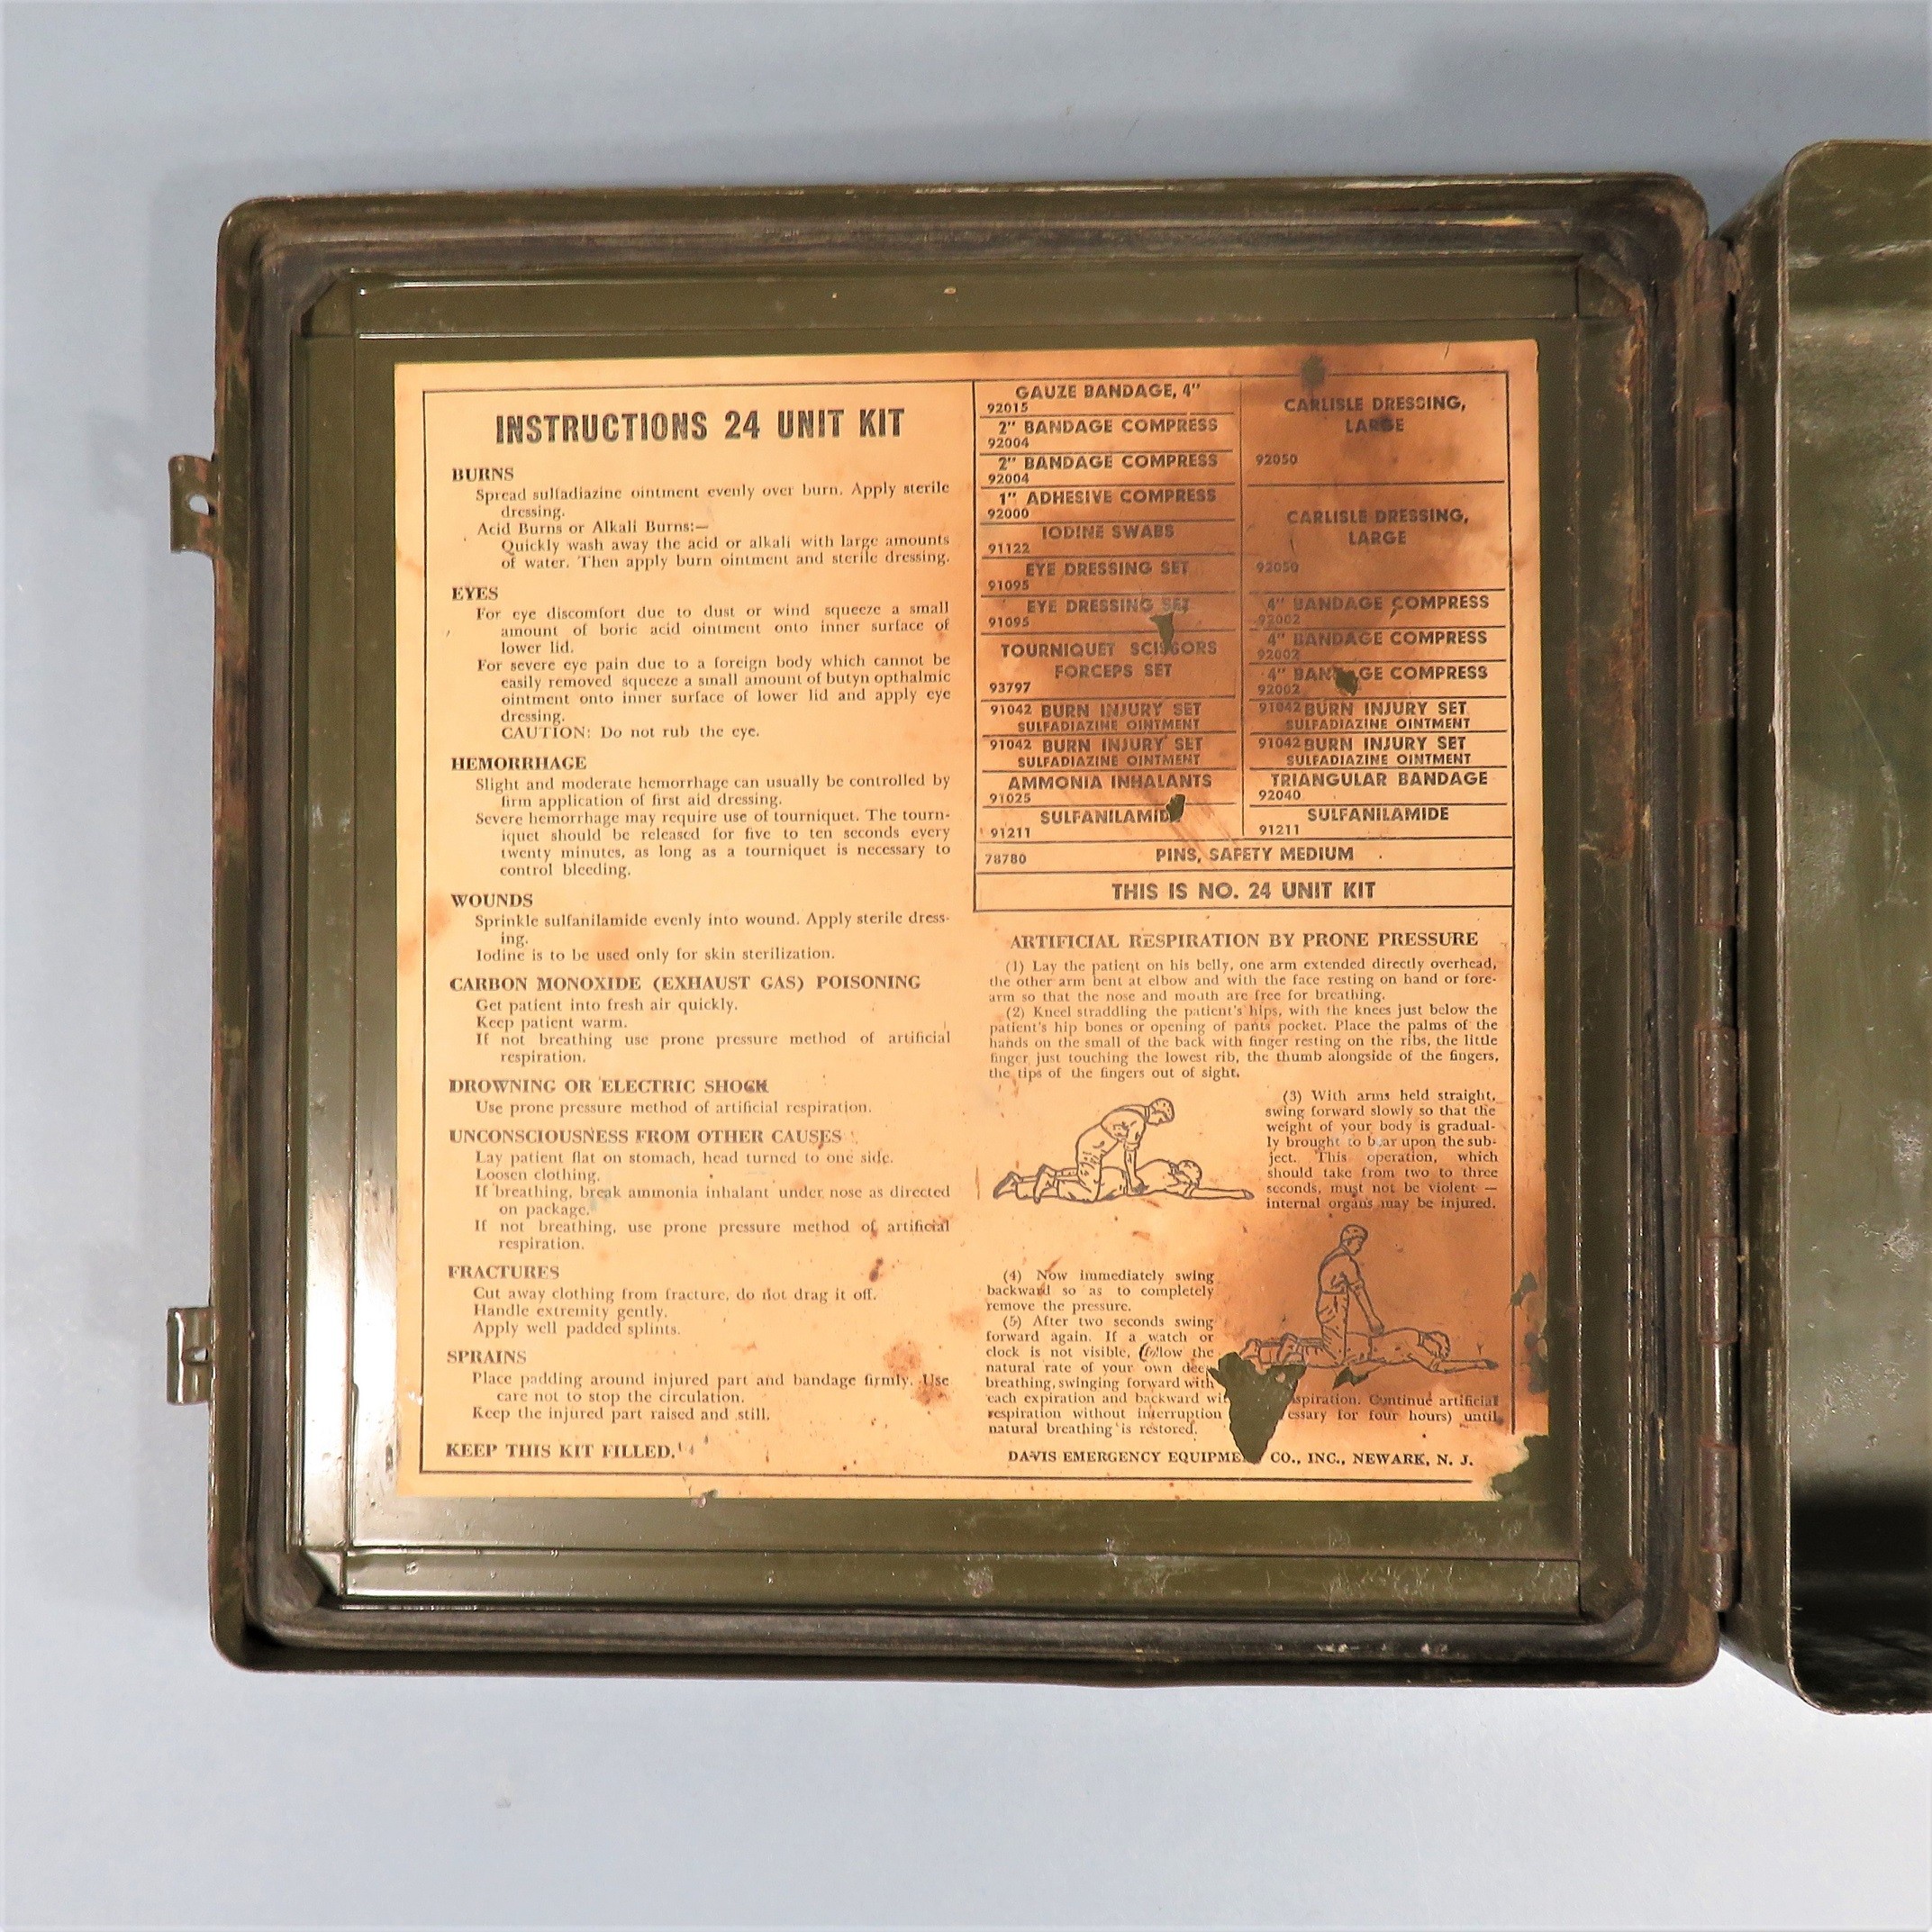 INSTRUCTIONS 24 UNIT KIT
BURNS
Spread sulfadiazine ointment evenly over burn. Apply sterile
dressing.
Acid Burns or Alkali Burns:—
Quickly wash away the acid or alkali with large amounts
of water. Then apply burn ointment and sterile dressing.
EYES
For eye discomfort due to dust or wind squeeze a small
amount of boric acid ointment onto inner surface of
lower lid.
For severe eye pain due to a foreign body which cannot be
easily removed squeeze a small amount of butyn opthalmic
ointment onto inner surface of lower lid and apply eye
dressing.
CAUTION: Do not rub the eye.
HEMORRHAGE
Slight and moderate hemorrhage can usually be controlled by
firm application of first aid dressing.
Severe hemorrhage may require use of tourniquet. The tourn-
iquet should be released for five to ten seconds every
twenty minutes, as long as a tourniquet is necessary to
control bleeding.
WOUNDS
Sprinkle sulfanilamide evenly into wound. Apply sterile dress-
ing.
Iodine is to be used only for skin sterilization.
CARBON MONOXIDE (EXHAUST GAS) POISONING
Get patient into fresh air quickly.
Keep patient warm.
If not breathing use prone pressure method of artificial
respiration.
DROWNING OR ELECTRIC SHOCK
Use prone pressure method of artificial respiration.
UNCONSCIOUSNESS FROM OTHER CAUSES
Lay patient flat on stomach, head turned to one side.
Loosen clothing.
If breathing, break ammonia inhalant under nose as directed
on package.
If not breathing, use prone pressure method of artificial
respiration.
FRACTURES
Cut away clothing from fracture, do not drag it off.
Handle extremity gently.
Apply well padded splints.
SPRAINS
Place padding around injured part and bandage firmly. Use
care not to stop the circulation.
Keep the injured part raised and still.
KEEP THIS KIT FILLED.
GAUZE BANDAGE, 4"
92015
2" BANDAGE COMPRESS
92004
2" BANDAGE COMPRESS
92004
1" ADHESIVE COMPRESS
92000
IODINE SWABS
91122
EYE DRESSING SET
91095
EYE DRESSING SET
91095
TOURNIQUET SCISSORS
FORCEPS SET
93797
91042 BURN INJURY SET
SULFADIAZINE OINTMENT
91042 BURN INJURY SET
SULFADIAZINE OINTMENT
AMMONIA INHALANTS
91025
SULFANILAMIDE
91211
CARLISLE DRESSING,
LARGE
92050
CARLISLE DRESSING,
LARGE
92050
4" BANDAGE COMPRESS
92002
4" BANDAGE COMPRESS
92002
4" BANDAGE COMPRESS
92002
91042 BURN INJURY SET
SULFADIAZINE OINTMENT
91042 BURN INJURY SET
SULFADIAZINE OINTMENT
TRIANGULAR BANDAGE
92040
SULFANILAMIDE
91211
78780 PINS, SAFETY MEDIUM
THIS IS NO. 24 UNIT KIT
ARTIFICIAL RESPIRATION BY PRONE PRESSURE
(1) Lay the patient on his belly, one arm extended directly overhead,
the other arm bent at elbow and with the face resting on hand or fore-
arm so that the nose and mouth are free for breathing.
(2) Kneel straddling the patient's hips, with the knees just below the
patient's hip bones or opening of pants pocket. Place the palms of the
hands on the small of the back with finger resting on the ribs, the little
finger just touching the lowest rib, the thumb alongside of the fingers,
the tips of the fingers out of sight.
(3) With arms held straight,
swing forward slowly so that the
weight of your body is gradual-
ly brought to bear upon the sub-
ject. This operation, which
should take from two to three
seconds, must not be violent —
internal organs may be injured.
(4) Now immediately swing
backward so as to completely
remove the pressure.
(5) After two seconds swing
forward again. If a watch or
clock is not visible, follow the
natural rate of your own deep
breathing, swinging forward with
each expiration and backward spiration. Continue artificial
respiration without interruption essary for four hours) until
natural breathing is restored.
DAVIS EMERGENCY EQUIPMENT CO., INC., NEWARK, N. J.